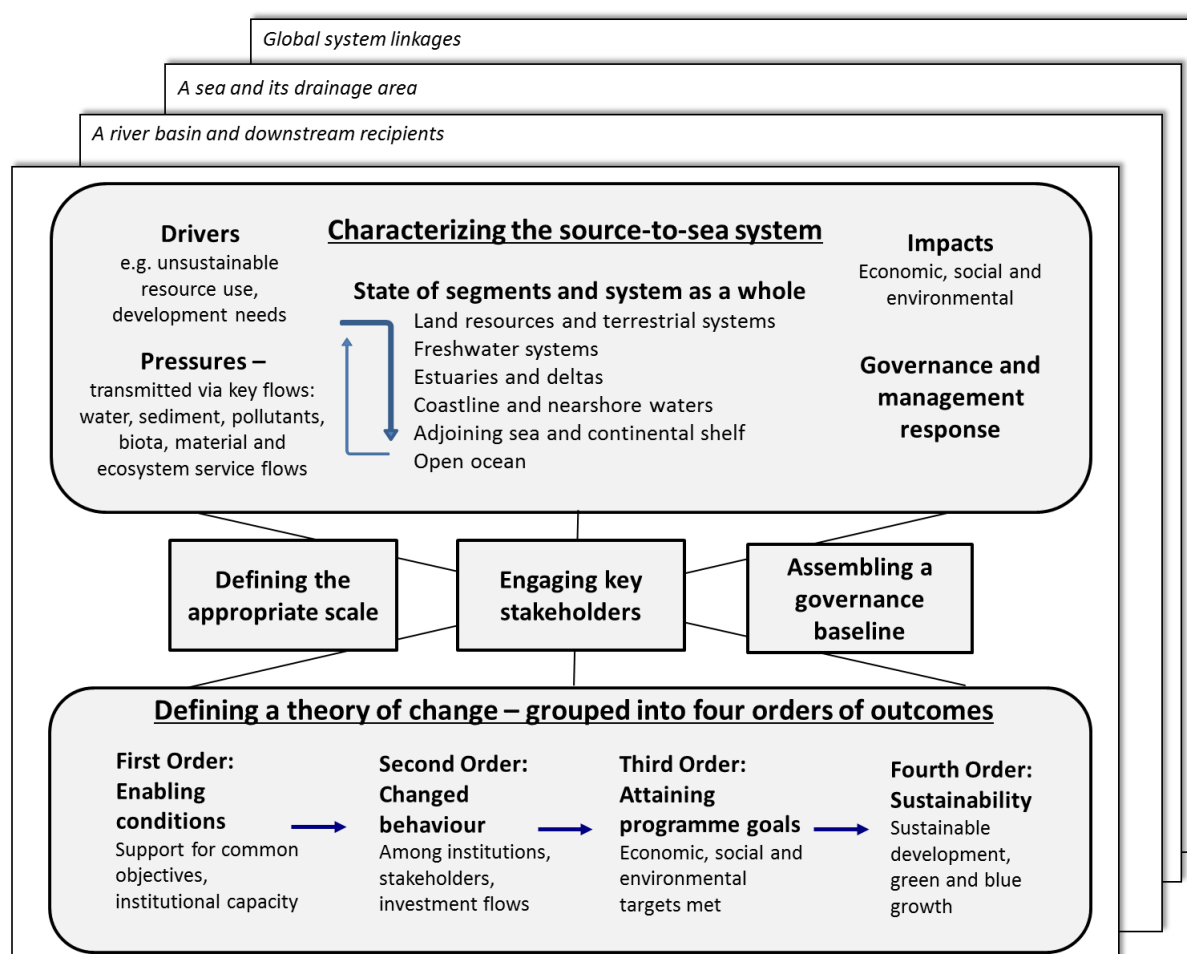 Global system linkages
A sea and its drainage area
A river basin and downstream recipients
Characterizing the source-to-sea system
Drivers
e.g. unsustainable
resource use,
development needs
Pressures –
transmitted via key flows:
water, sediment, pollutants,
biota, material and
ecosystem service flows
State of segments and system as a whole
Land resources and terrestrial systems
Freshwater systems
Estuaries and deltas
Coastline and nearshore waters
Adjoining sea and continental shelf
Open ocean
Impacts
Economic, social and
environmental
Governance and
management
response
Defining the
appropriate scale
Engaging key
stakeholders
Assembling a
governance
baseline
Defining a theory of change – grouped into four orders of outcomes
First Order:
Enabling
conditions
Support for common
objectives,
institutional capacity
Second Order:
Changed
behaviour
Among institutions,
stakeholders,
investment flows
Third Order:
Attaining
programme goals
Economic, social and
environmental
targets met
Fourth Order:
Sustainability
Sustainable
development,
green and blue
growth